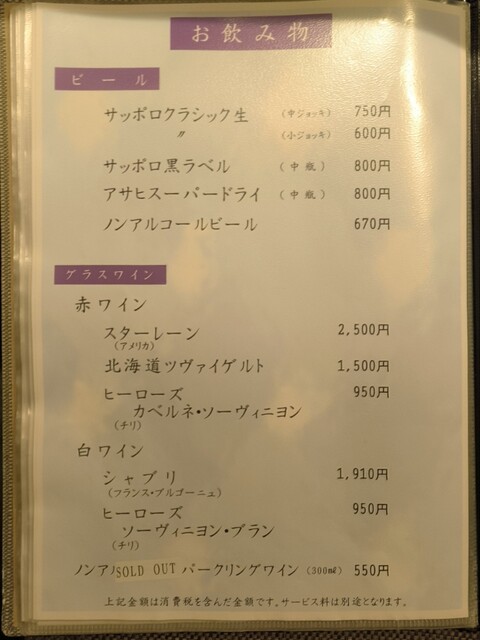 お飲み物
ビール
サッポロクラシック生 (中ジョッキ) 750円
〃 (小ジョッキ) 600円
サッポロ黒ラベル (中瓶) 800円
アサヒスーパードライ (中瓶) 800円
ノンアルコールビール 670円
グラスワイン
赤ワイン
スターレーン 2,500円
(アメリカ)
北海道ツヴァイゲルト 1,500円
ヒーローズ 950円
カベルネ・ソーヴィニヨン
(チリ)
白ワイン
シャブリ 1,910円
(フランス・ブルゴーニュ)
ヒーローズ 950円
ソーヴィニヨン・ブラン
(チリ)
ノンア SOLD OUT パークリングワイン (300㎖) 550円
上記金額は消費税を含んだ金額です。サービス料は別途となります。